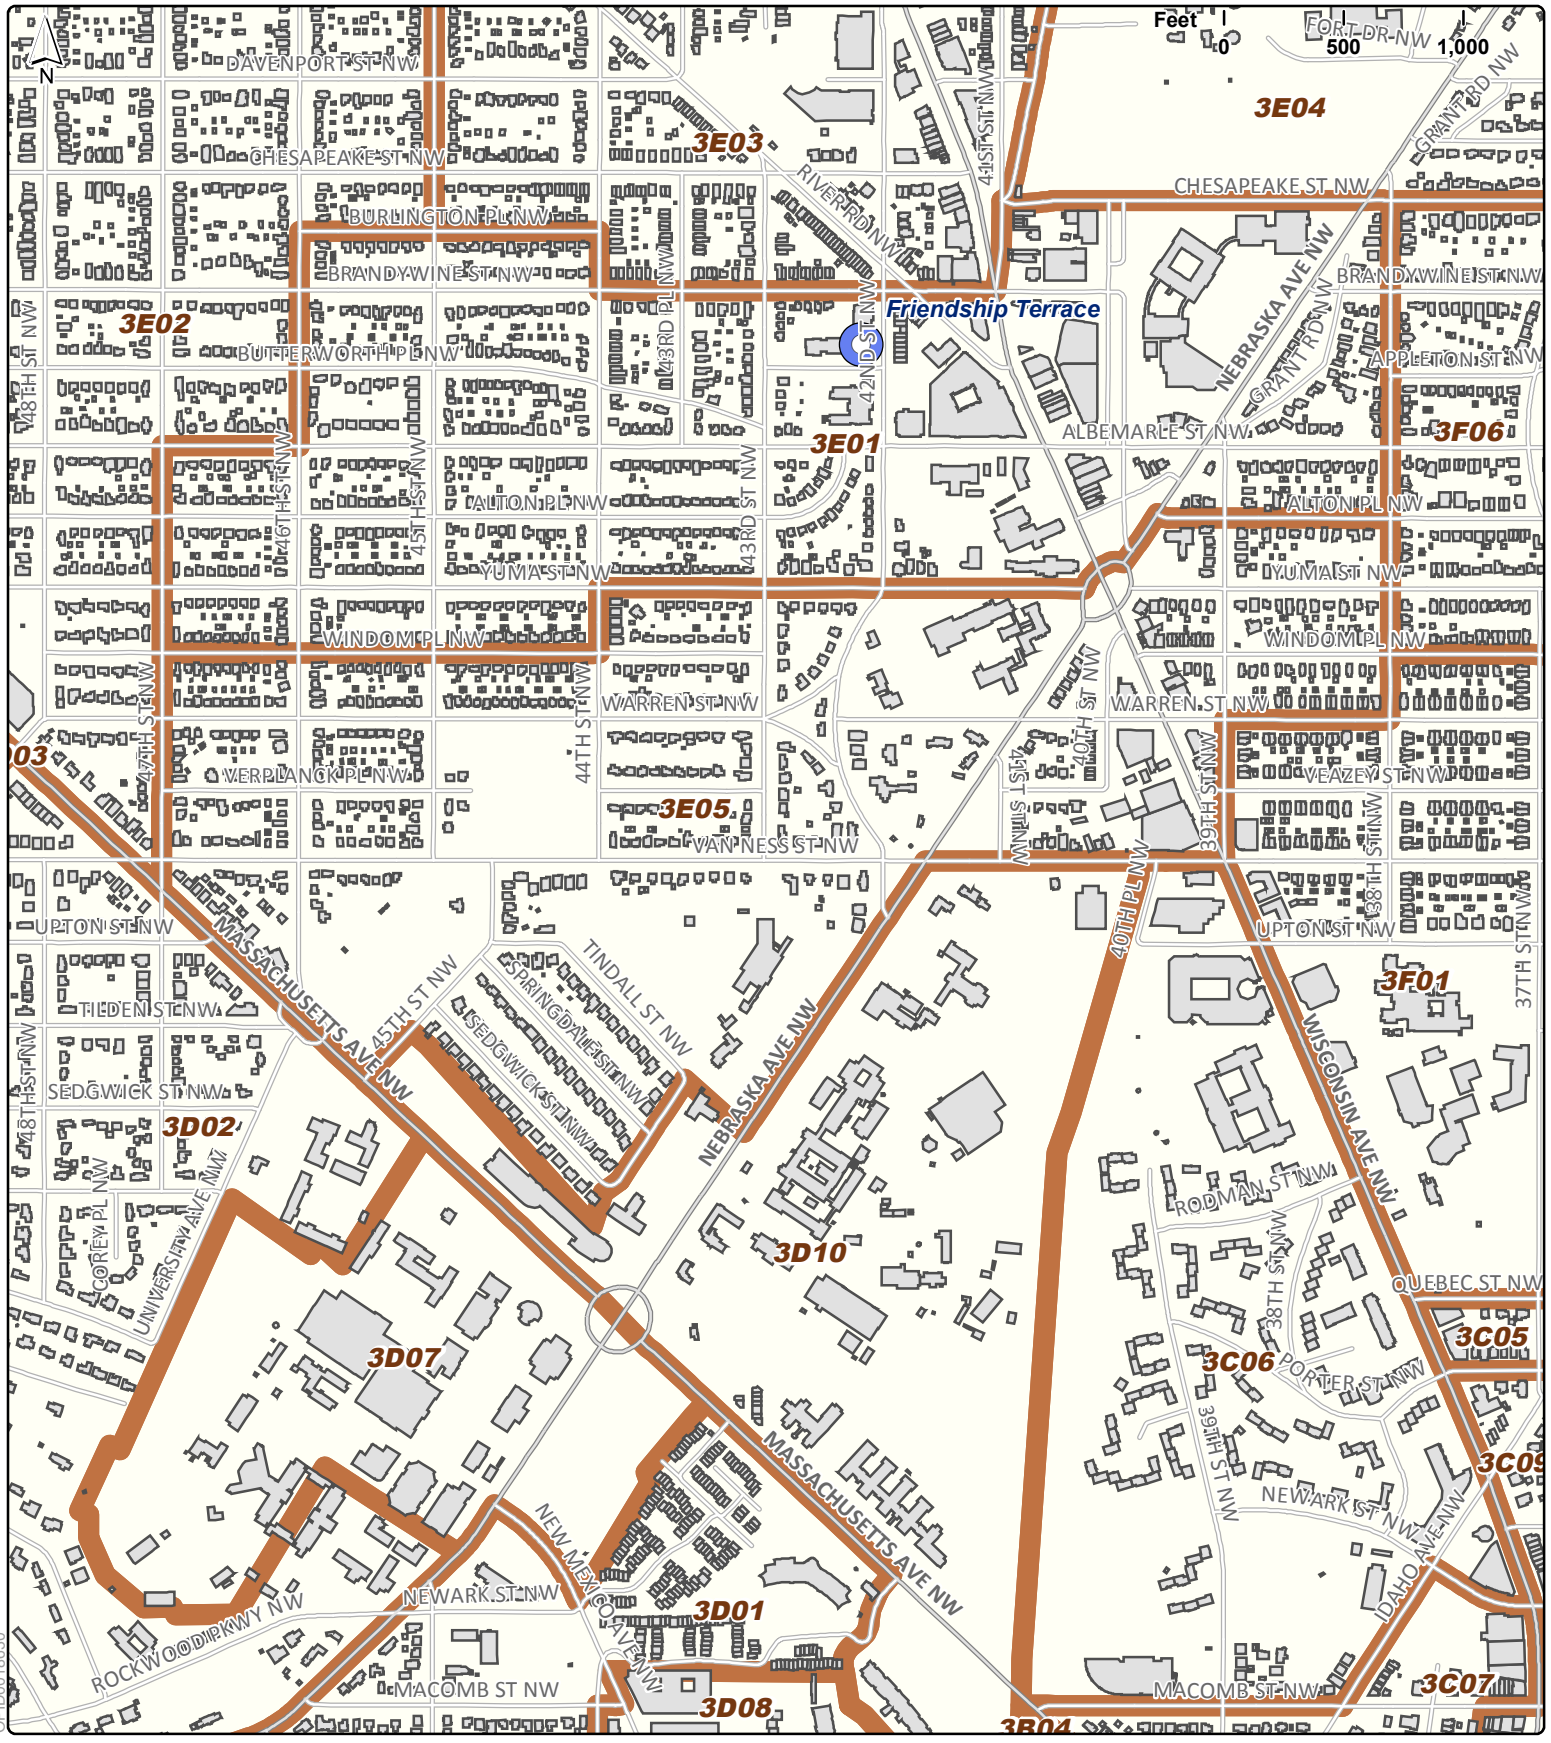 Feet
0
500
1,000
N
FORT DR NW
DAVENPORT ST NW
GRANT RD NW
3E04
41ST ST NW
3E03
CHESAPEAKE ST NW
RIVER RD NW
CHESAPEAKE ST NW
BURLINGTON PL NW
NEBRASKA AVE NW
BRANDYWINE ST NW
BRANDYWINE ST NW
43RD PL NW
42ND ST NW
Friendship Terrace
3E02
48TH ST NW
BUTTERWORTH PL NW
GRANT RD NW
APPLETON ST NW
ALBEMARLE ST NW
3E01
3F06
46TH ST NW
45TH ST NW
43RD ST NW
ALTON PL NW
ALTON PL NW
YUMA ST NW
YUMA ST NW
WINDOM PL NW
WINDOM PL NW
47TH ST NW
44TH ST NW
40TH ST NW
WARREN ST NW
WARREN ST NW
03
VERPLANCK PL NW
41ST ST NW
39TH ST NW
VEAZEY ST NW
3E05
VAN NESS ST NW
38TH ST NW
40TH PL NW
37TH ST NW
UPTON ST NW
UPTON ST NW
MASSACHUSETTS AVE NW
45TH ST NW
SPRINGDALE ST NW
TINDALL ST NW
3F01
TILDEN ST NW
SEDGWICK ST NW
NEBRASKA AVE NW
WISCONSIN AVE NW
48TH ST NW
SEDGWICK ST NW
3D02
COREY PL NW
UNIVERSITY AVE NW
RODMAN ST NW
38TH ST NW
3D10
QUEBEC ST NW
3C05
3D07
3C06
PORTER ST NW
39TH ST NW
MASSACHUSETTS AVE NW
3C09
NEWARK ST NW
IDAHO AVE NW
NEW MEXICO AVE NW
NEWARK ST NW
3D01
ROCKWOOD PKWY NW
MACOMB ST NW
MACOMB ST NW
3C07
3D08
3B04